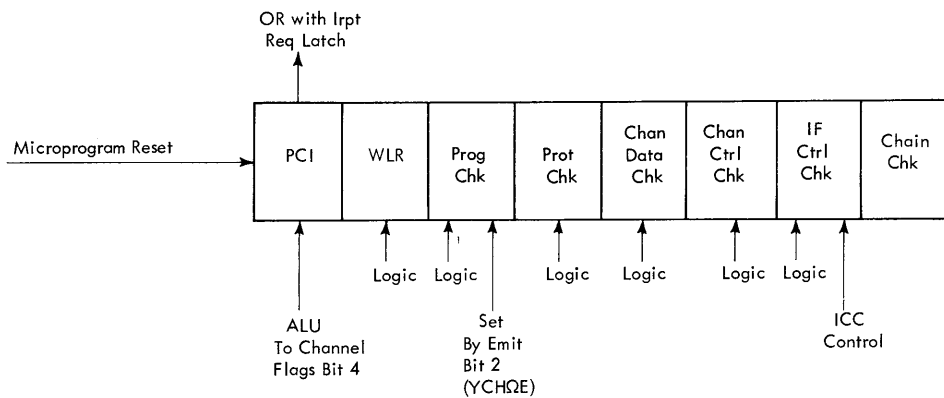 OR with Irpt
Req Latch
Microprogram Reset
PCI
WLR
Prog
Chk
Prot
Chk
Chan
Data
Chk
Chan
Ctrl
Chk
IF
Ctrl
Chk
Chain
Chk
Logic
Logic
Logic
Logic
Logic
Logic
ALU
To Channel
Flags Bit 4
Set
By Emit
Bit 2
(YCHΩE)
ICC
Control